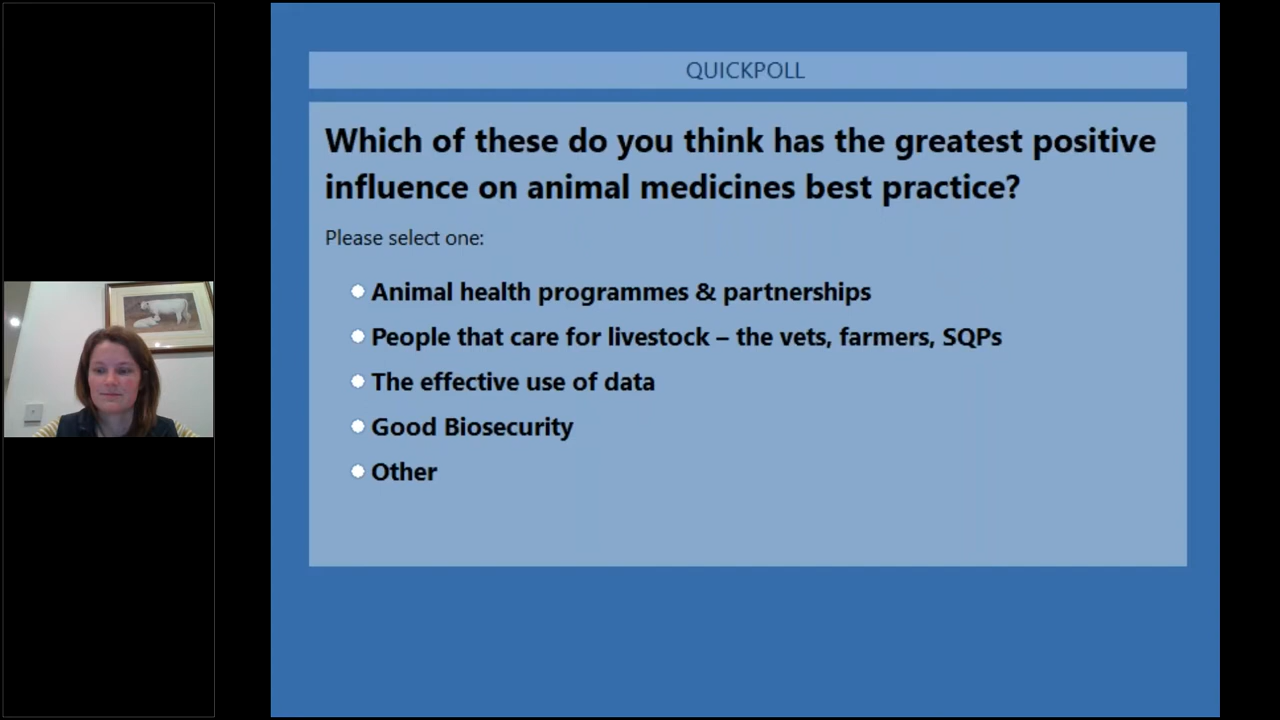 QUICKPOLL
Which of these do you think has the greatest positive
influence on animal medicines best practice?
Please select one:
Animal health programmes & partnerships
People that care for livestock – the vets, farmers, SQPs
The effective use of data
Good Biosecurity
Other